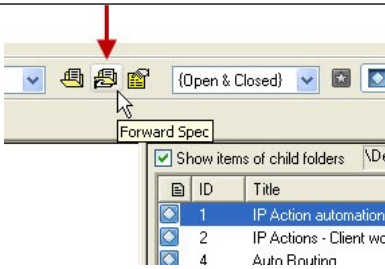 {Open & Closed}
Forward Spec
Show items of child folders \De
ID Title
1 IP Action automation
2 IP Actions - Client wo
4 Auto Routing